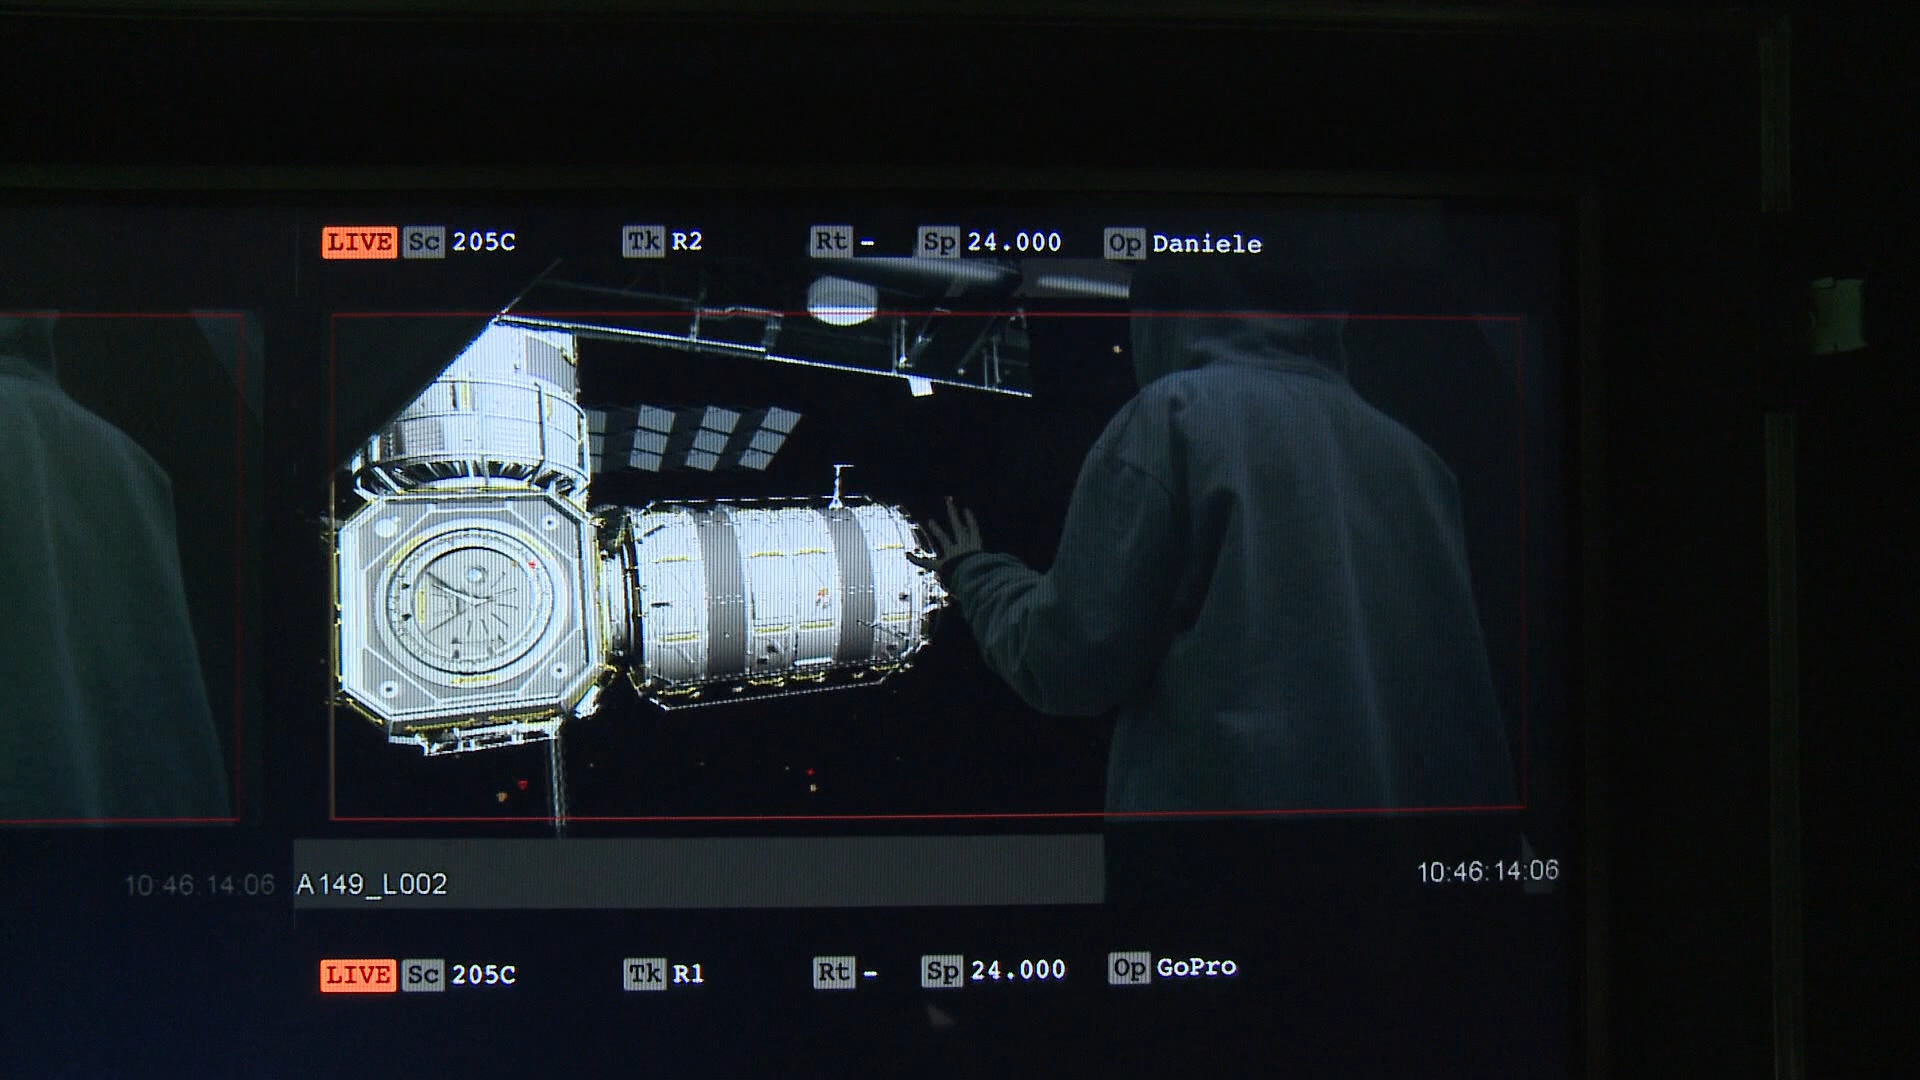 LIVE Sc 205C Tk R2 Rt - Sp 24.000 Op Daniele
10:46:14:06 A149_L002 10:46:14:06
LIVE Sc 205C Tk R1 Rt - Sp 24.000 Op GoPro